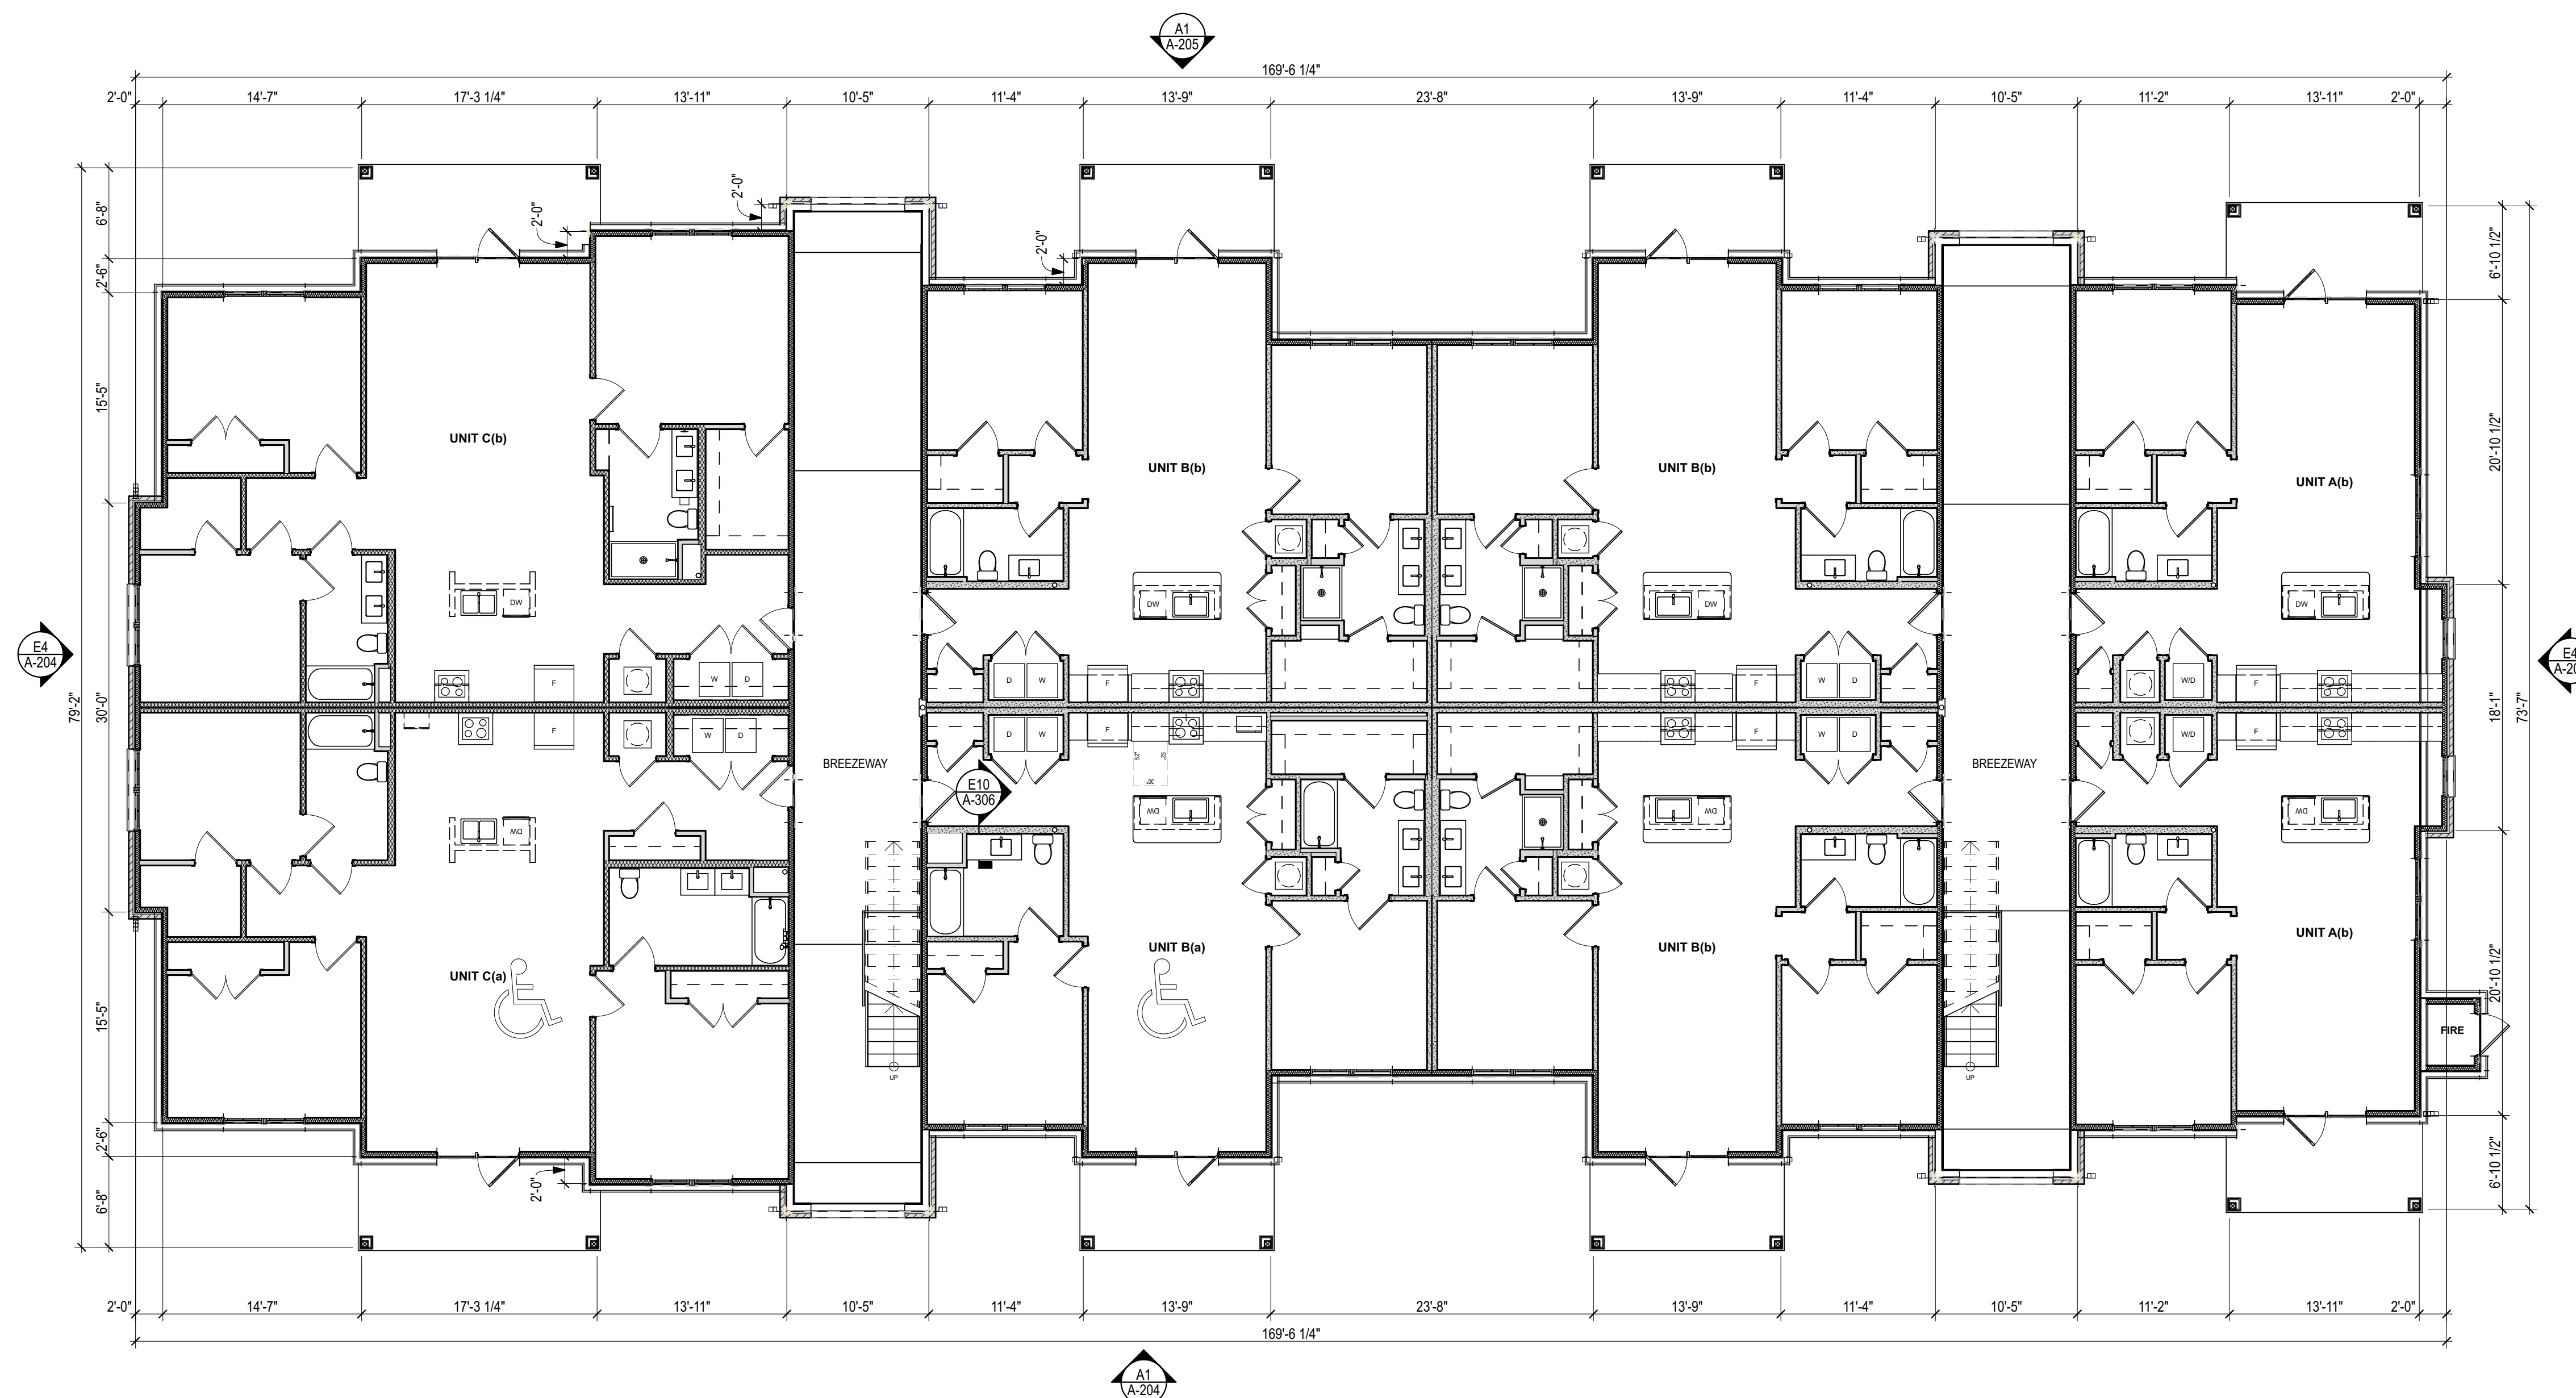 A1
A-205
169'-6 1/4"
2'-0"
14'-7"
17'-3 1/4"
13'-11"
10'-5"
11'-4"
13'-9"
23'-8"
13'-9"
11'-4"
10'-5"
11'-2"
13'-11"
2'-0"
6'-8"
2'-0"
2'-0"
2'-0"
6'-10 1/2"
2'-6"
15'-5"
20'-10 1/2"
UNIT C(b)
UNIT B(b)
UNIT B(b)
UNIT A(b)
DW
DW
DW
DW
E4
A-204
E4
79'-2"
30'-0"
18'-1"
73'-7"
F
W
D
D
W
F
F
W
D
W/D
F
F
W
D
D
W
F
F
W
D
W/D
F
52"
52"
30"
BREEZEWAY
BREEZEWAY
E10
A-306
DW
DW
DW
DW
UNIT C(a)
UNIT B(a)
UNIT B(b)
UNIT A(b)
15'-5"
20'-10 1/2"
FIRE
UP
UP
2'-6"
2'-0"
6'-8"
6'-10 1/2"
2'-0"
14'-7"
17'-3 1/4"
13'-11"
10'-5"
11'-4"
13'-9"
23'-8"
13'-9"
11'-4"
10'-5"
11'-2"
13'-11"
2'-0"
169'-6 1/4"
A1
A-204